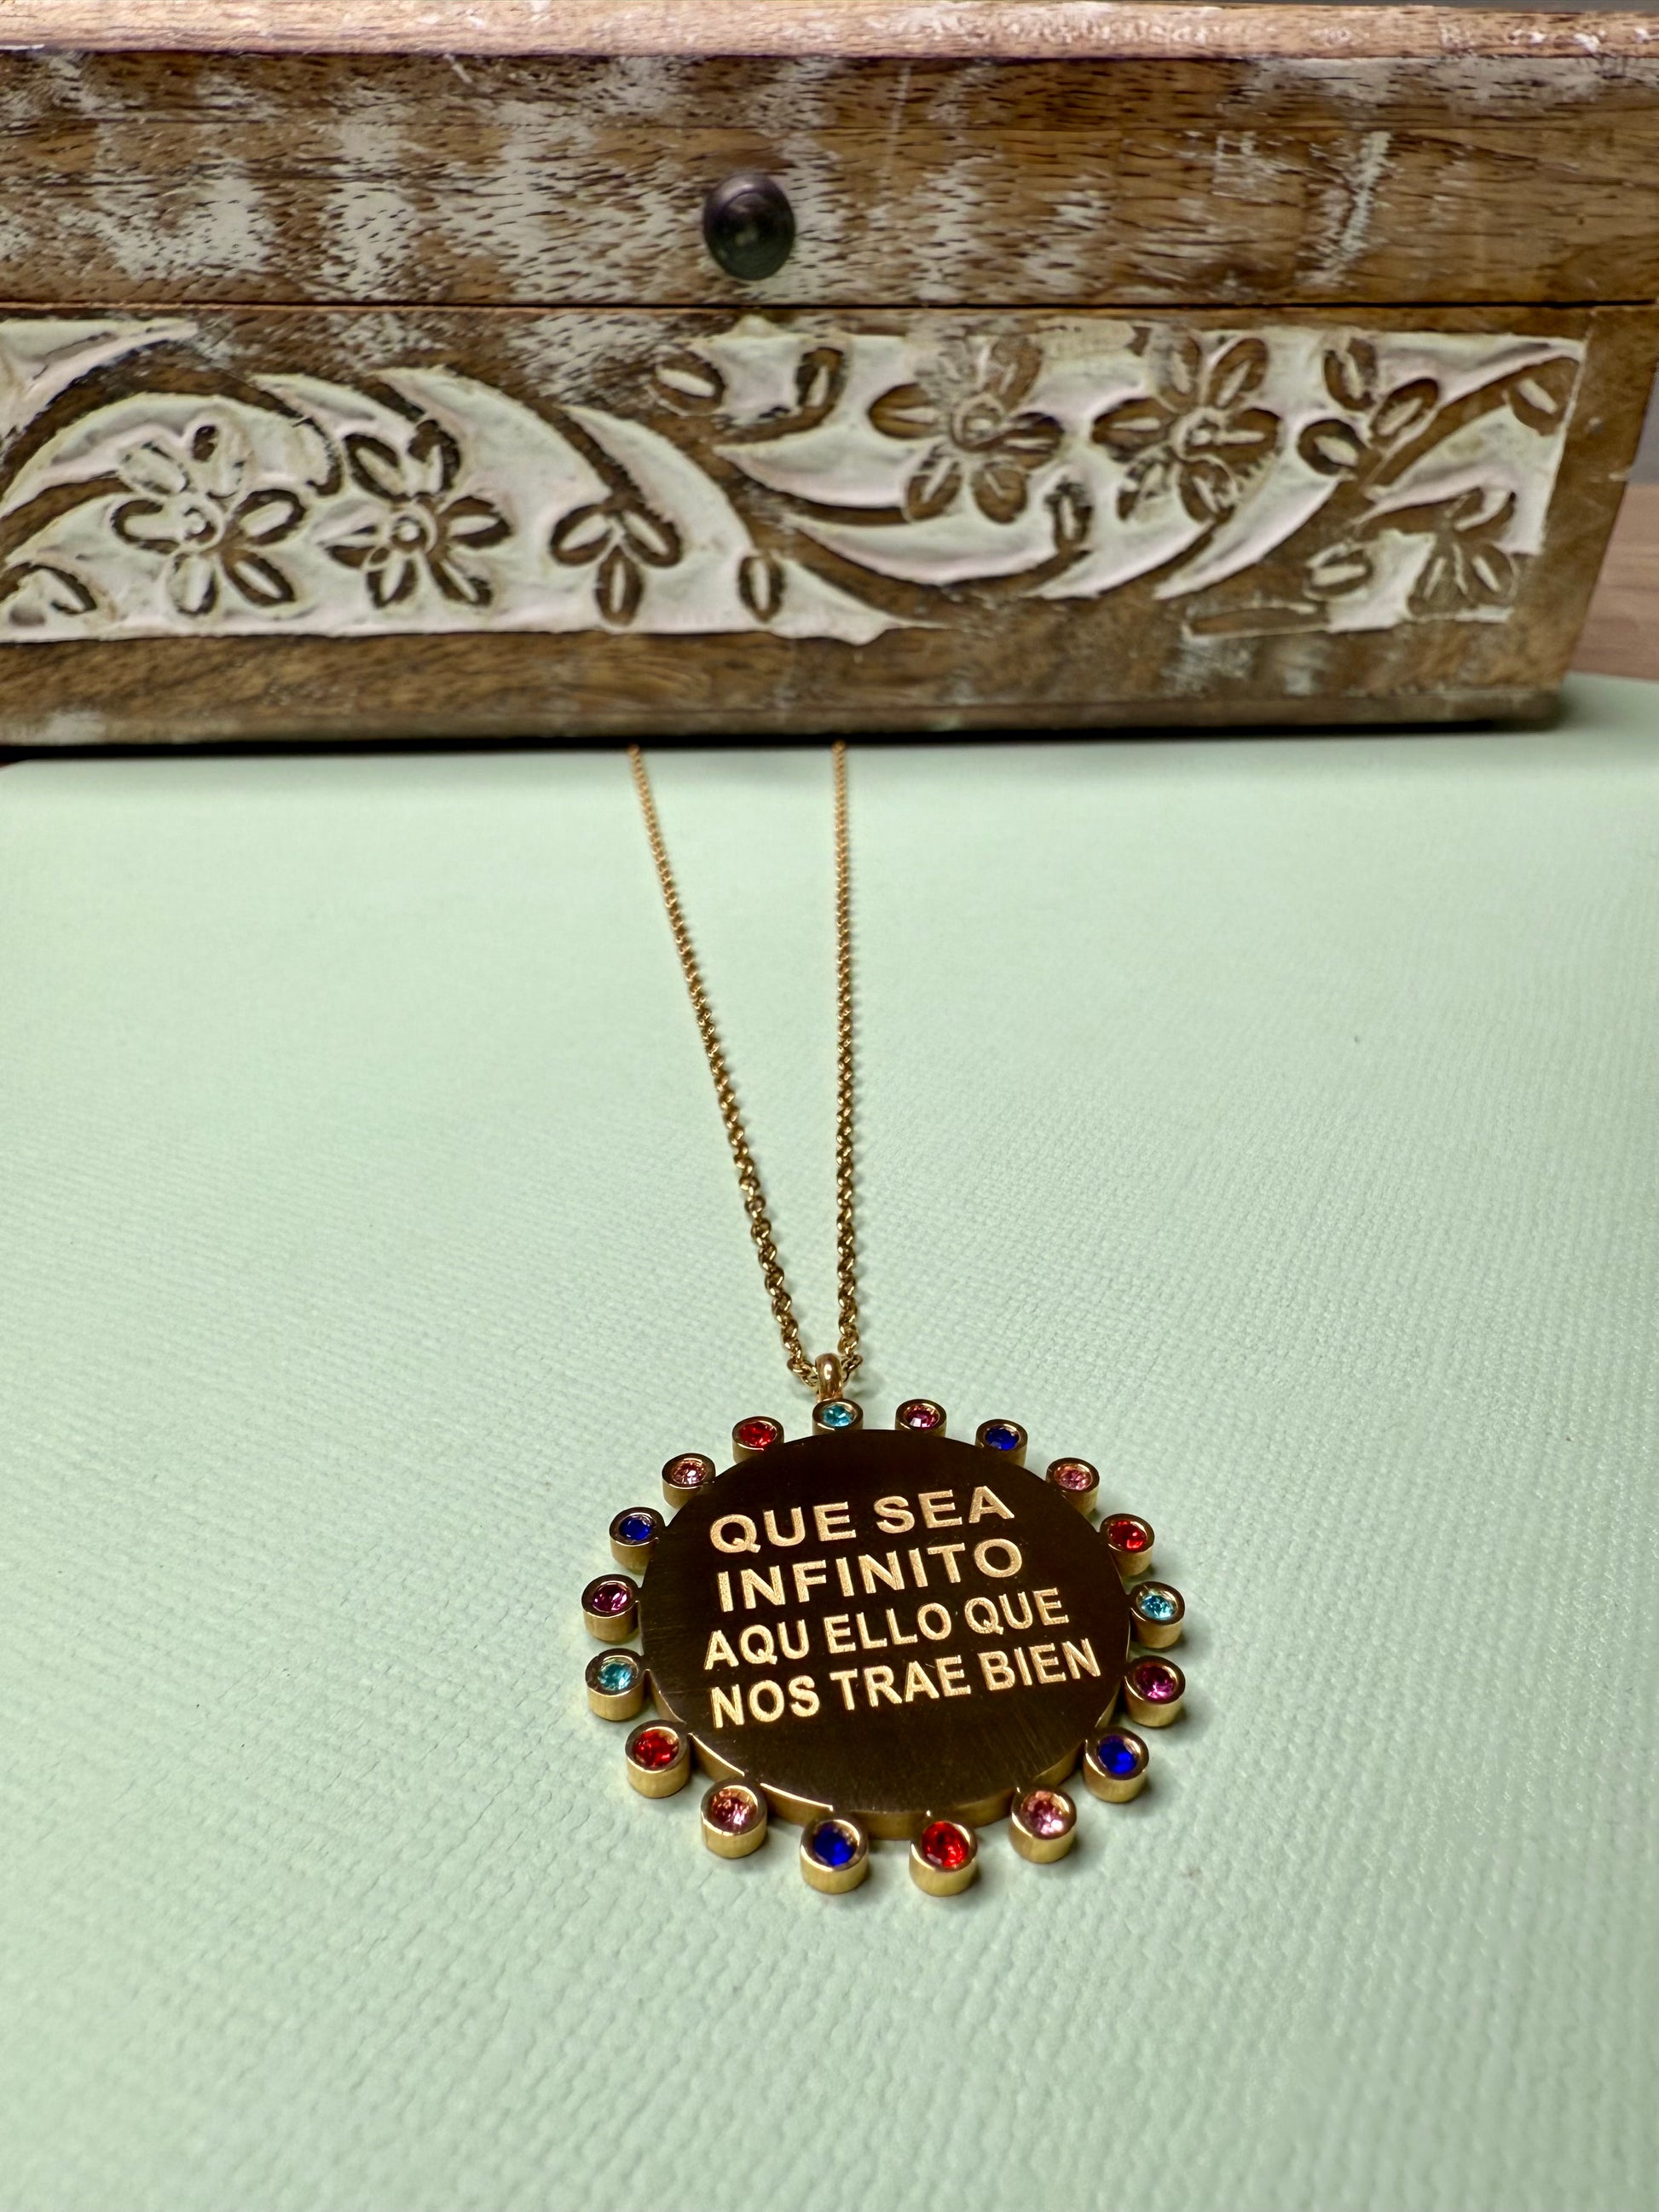 QUE SEA
INFINITO
AQU ELLO QUE
NOS TRAE BIEN